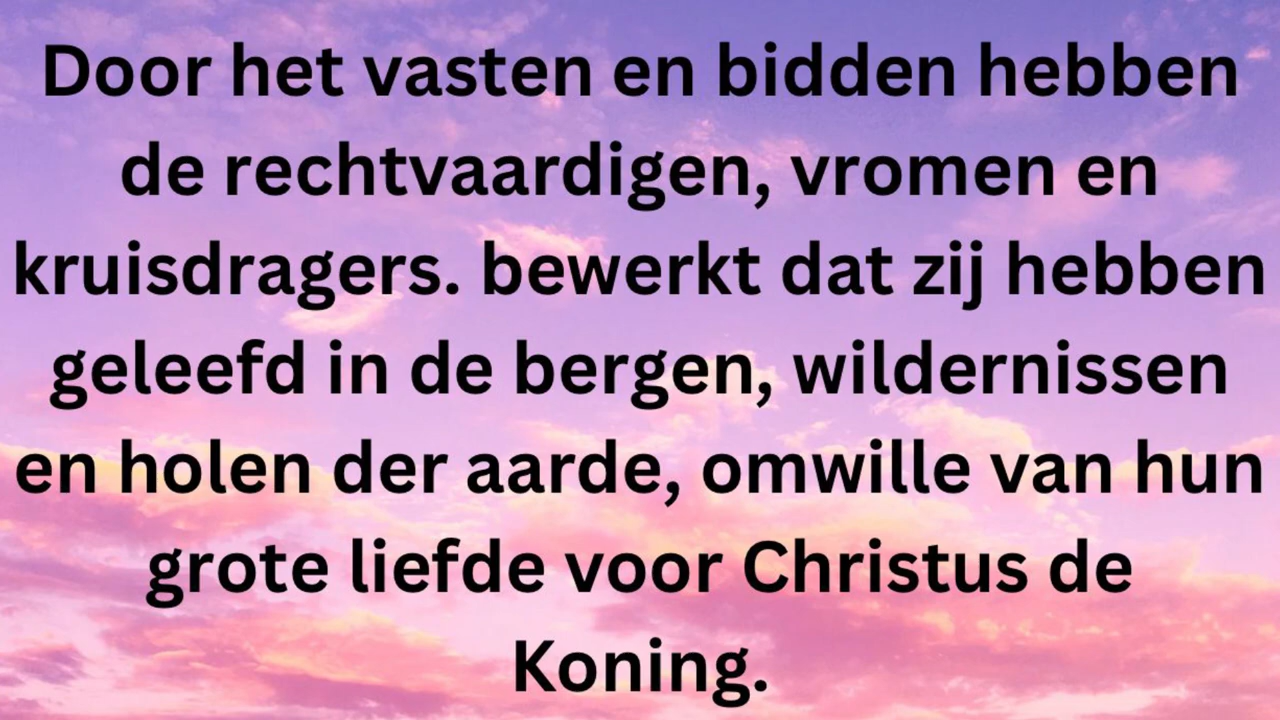 Door het vasten en bidden hebben
de rechtvaardigen, vromen en
kruisdragers. bewerkt dat zij hebben
geleefd in de bergen, wildernissen
en holen der aarde, omwille van hun
grote liefde voor Christus de
Koning.